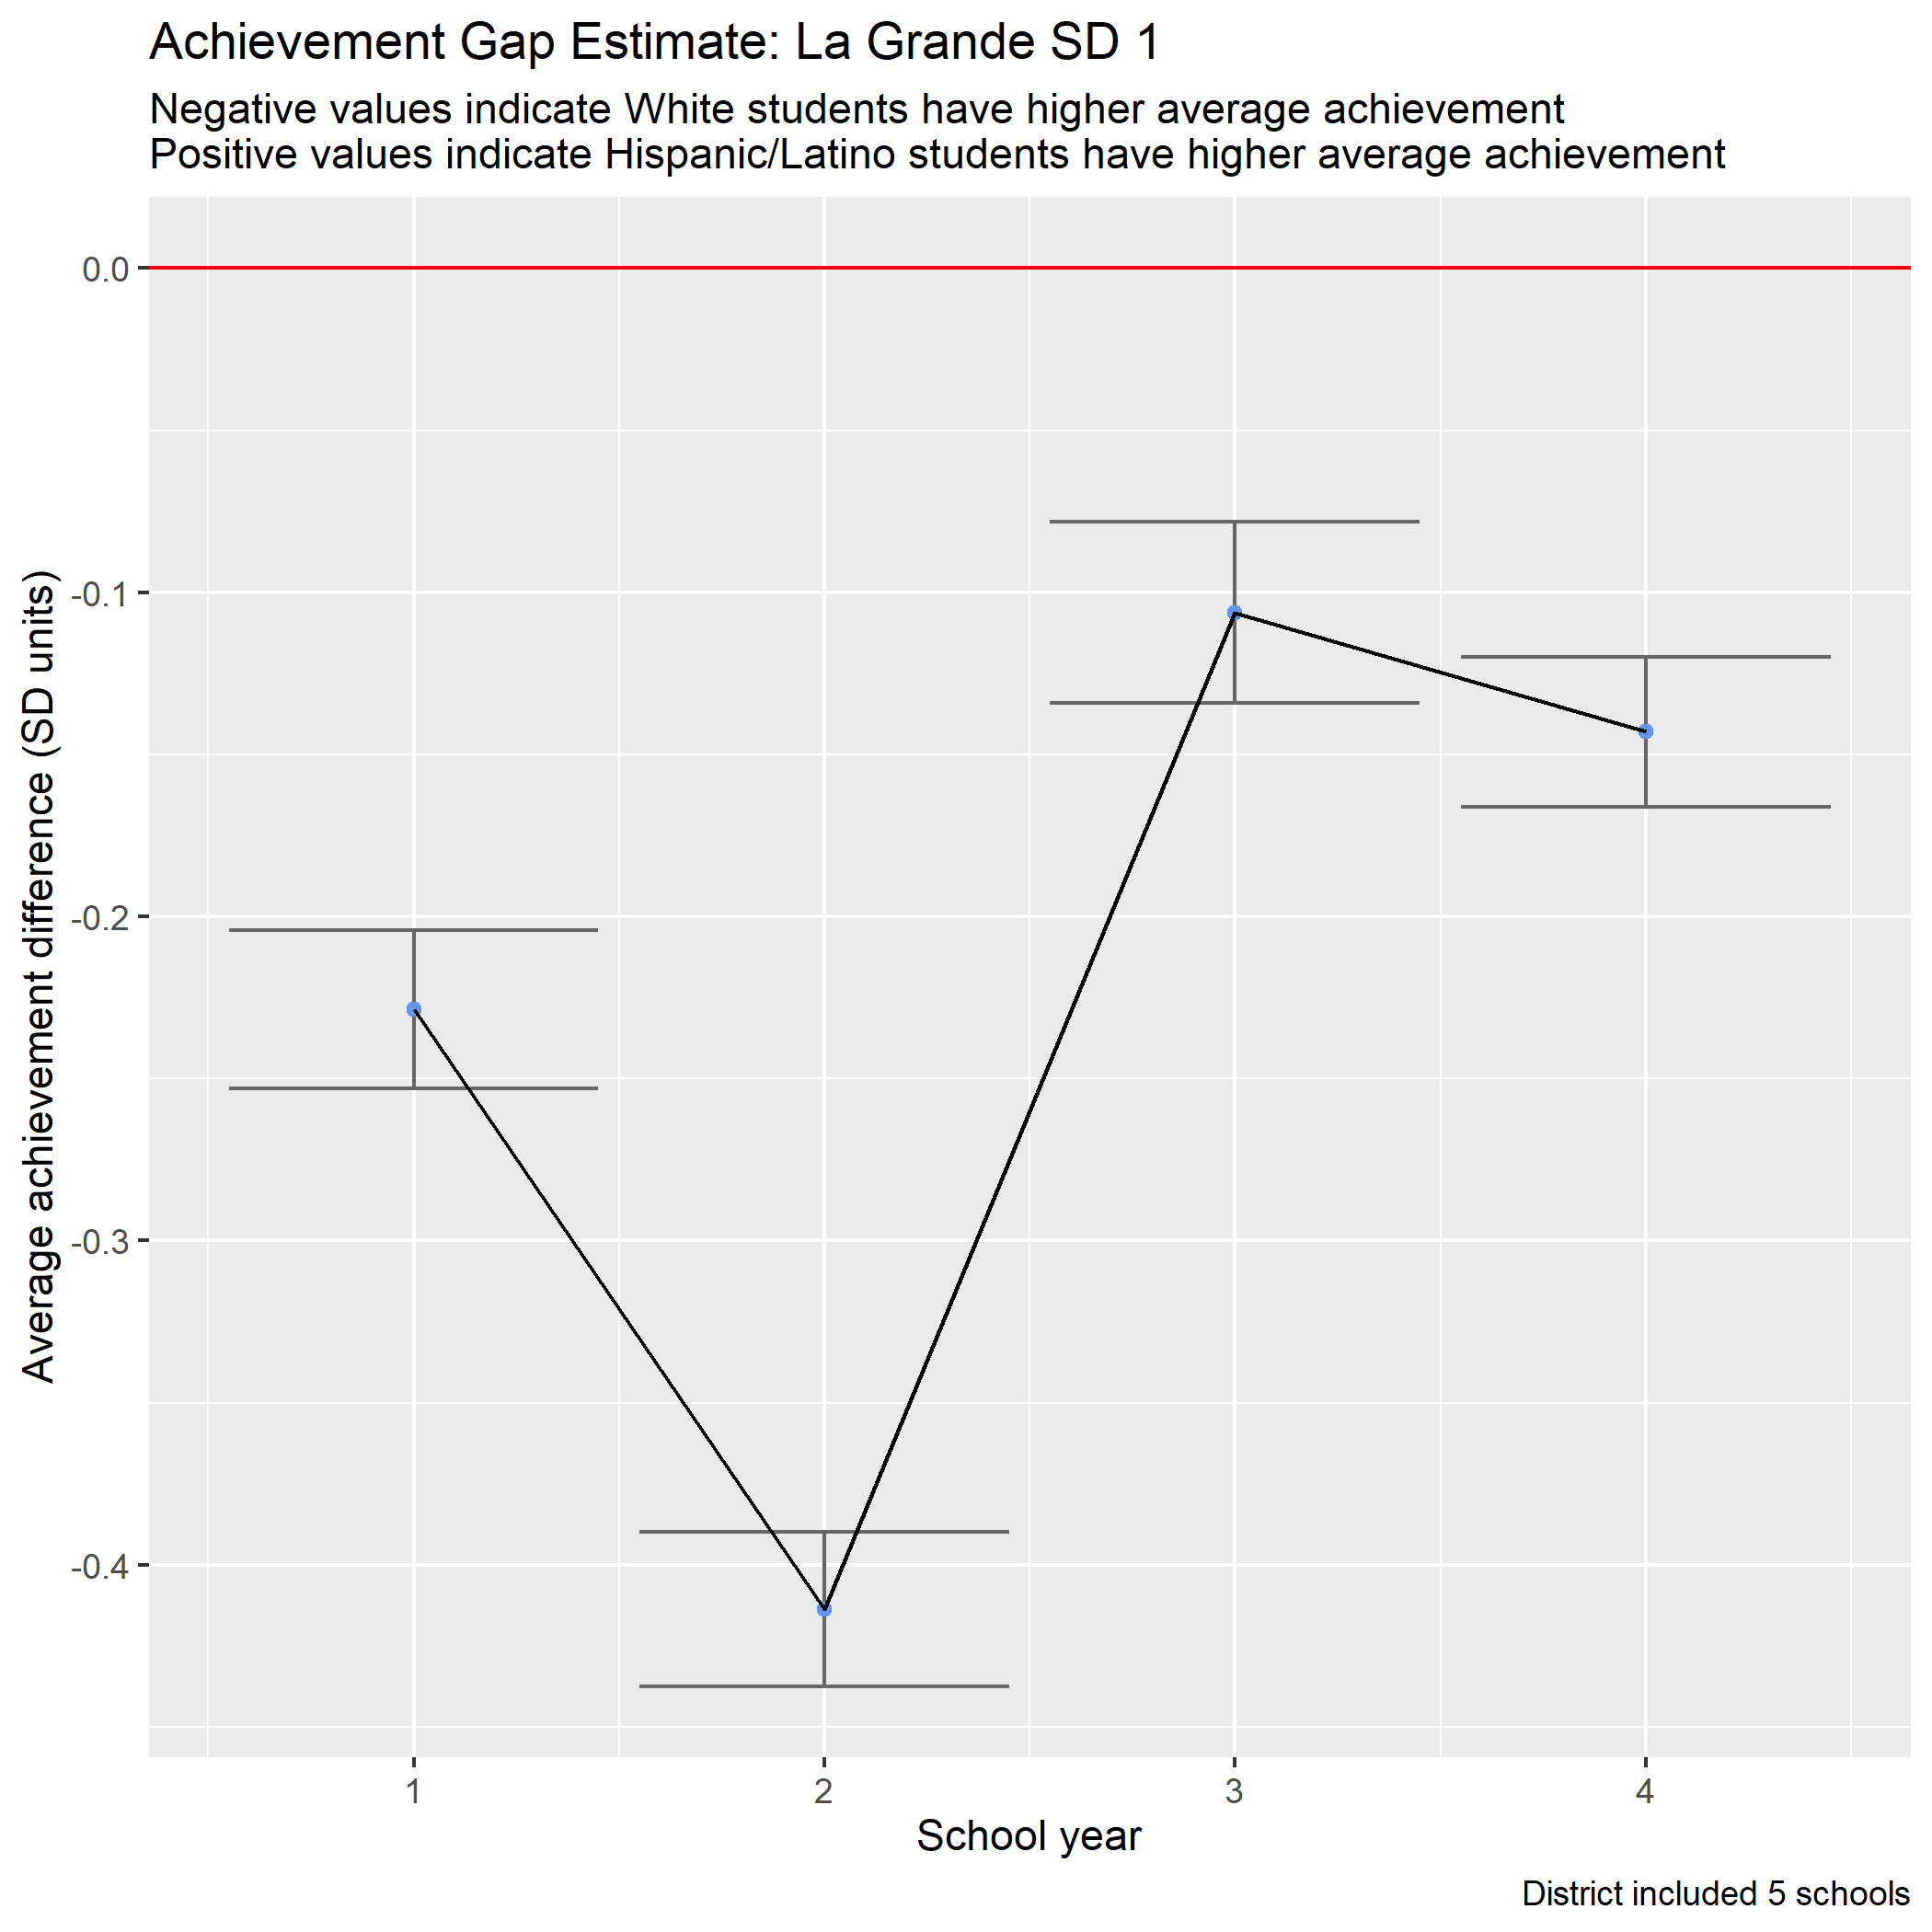 Achievement Gap Estimate: La Grande SD 1
Negative values indicate White students have higher average achievement
Positive values indicate Hispanic/Latino students have higher average achievement
Average achievement difference (SD units)
0.0
-0.1
-0.2
-0.3
-0.4
1
2
3
4
School year
District included 5 schools